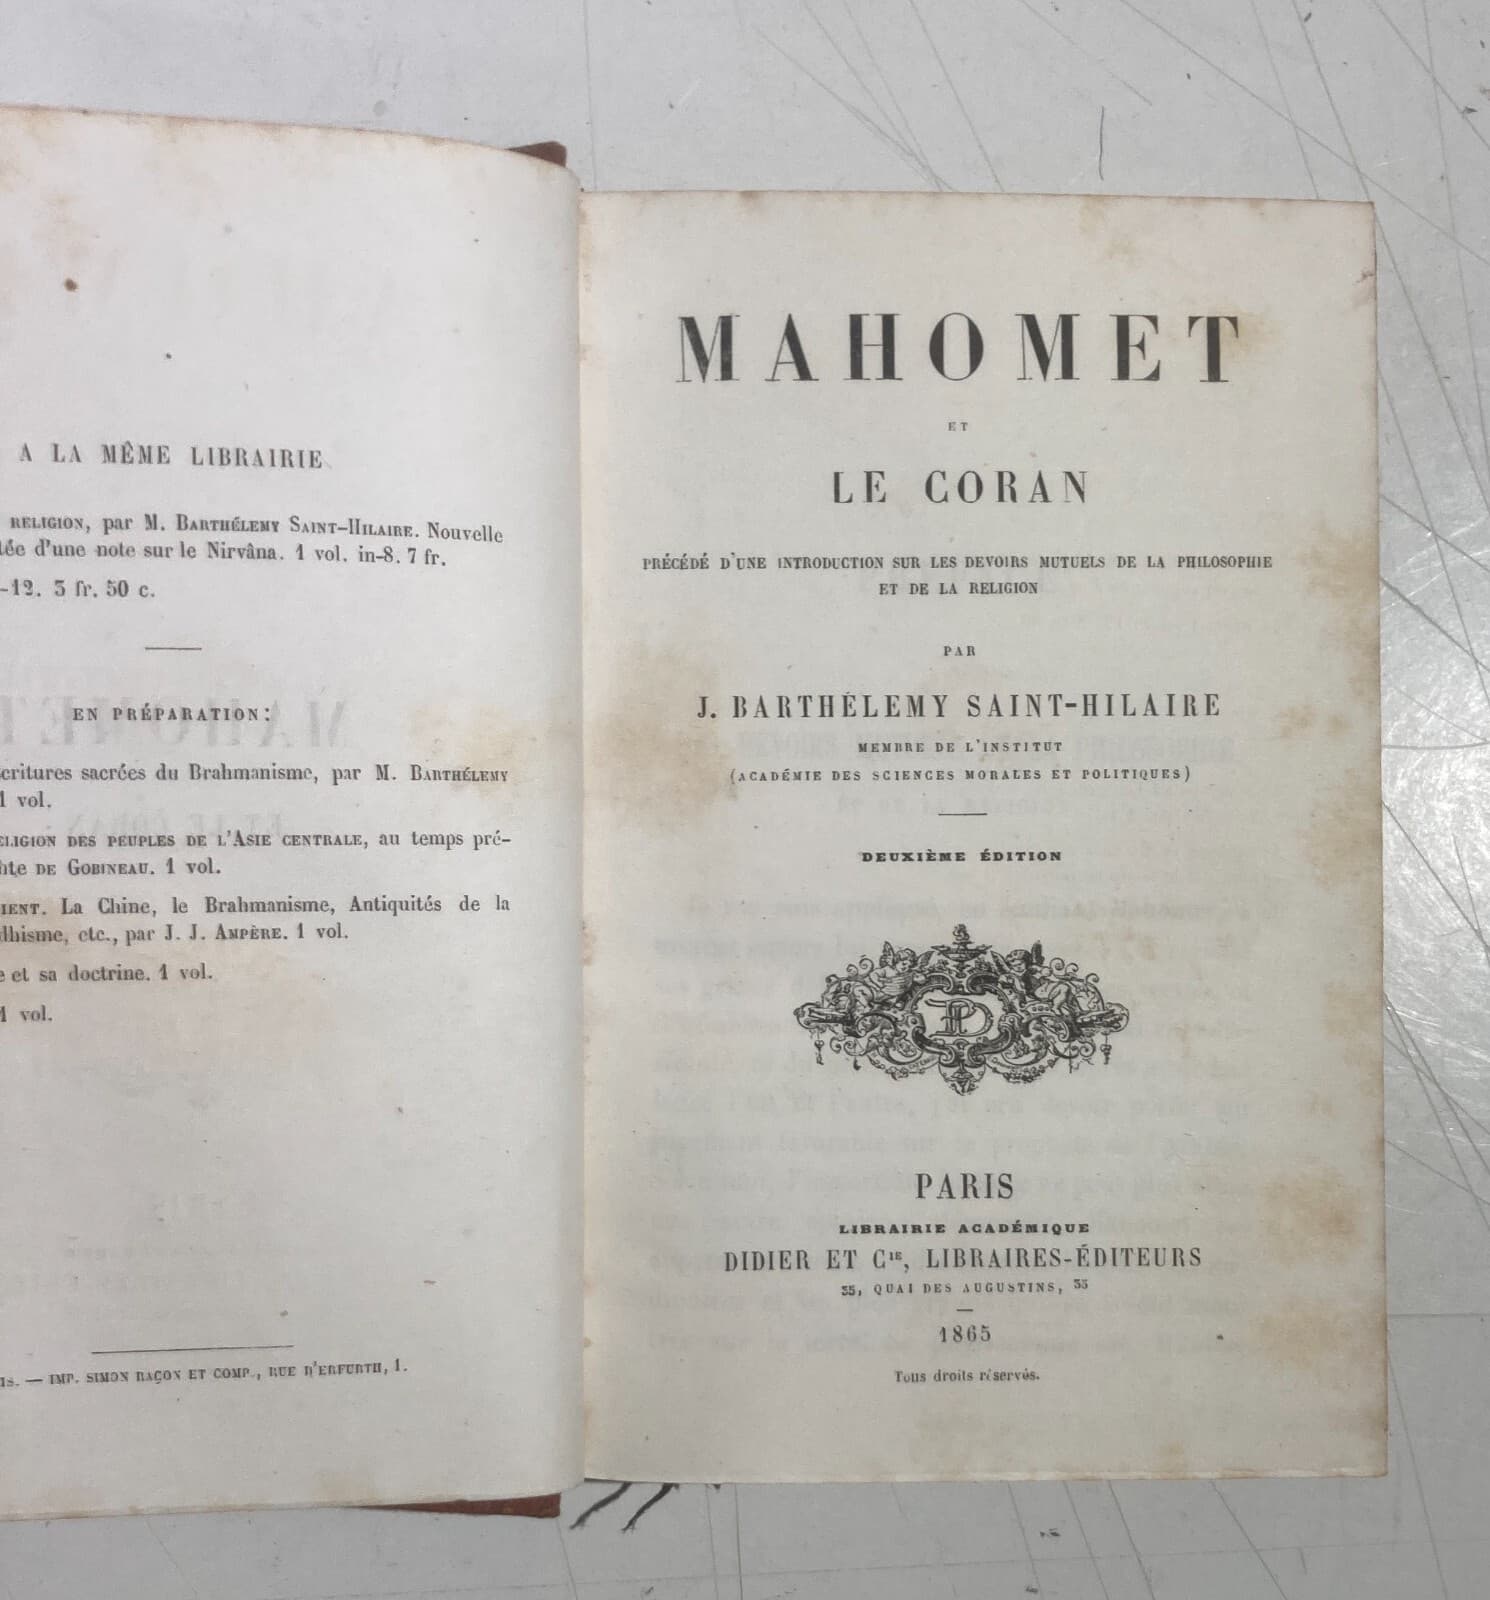 A LA MÊME LIBRAIRIE
RELIGION, par M. BARTHÉLEMY SAINT-HILAIRE. Nouvelle
tée d'une note sur le Nirvâna. 1 vol. in-8. 7 fr.
-12. 3 fr. 50 c.
EN PRÉPARATION:
critures sacrées du Brahmanisme, par M. BARTHÉLEMY
1 vol.
ELIGION DES PEUPLES DE L'ASIE CENTRALE, au temps pré-
nte DE GOBINEAU. 1 vol.
IENT. La Chine, le Brahmanisme, Antiquités de la
dhisme, etc., par J. J. AMPÈRE. 1 vol.
e et sa doctrine. 1 vol.
1 vol.
IS. — IMP. SIMON RAÇON ET COMP., RUE D'ERFURTH, 1.
MAHOMET
ET
LE CORAN
PRÉCÉDÉ D'UNE INTRODUCTION SUR LES DEVOIRS MUTUELS DE LA PHILOSOPHIE
ET DE LA RELIGION
PAR
J. BARTHÉLEMY SAINT-HILAIRE
MEMBRE DE L'INSTITUT
(ACADÉMIE DES SCIENCES MORALES ET POLITIQUES)
DEUXIÈME ÉDITION
PARIS
LIBRAIRIE ACADÉMIQUE
DIDIER ET Cᴵᴱ, LIBRAIRES-ÉDITEURS
35, QUAI DES AUGUSTINS, 35
1865
Tous droits réservés.